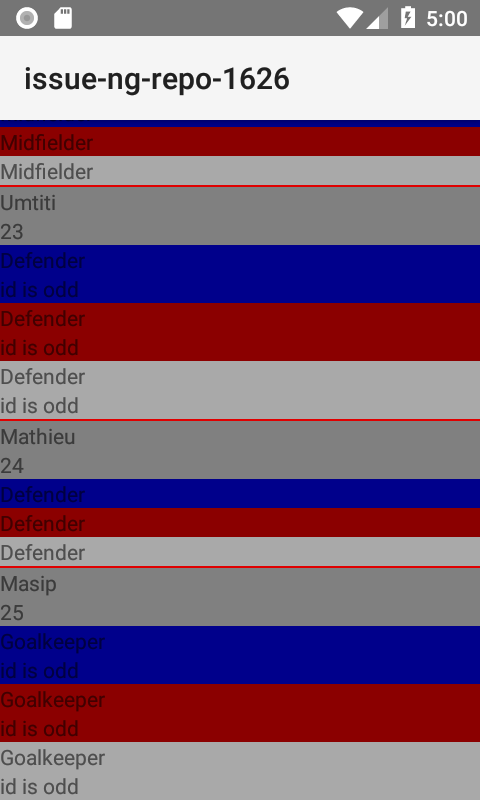 5:00
issue-ng-repo-1626
Midfielder
Midfielder
Umtiti
23
Defender
id is odd
Defender
id is odd
Defender
id is odd
Mathieu
24
Defender
Defender
Defender
Masip
25
Goalkeeper
id is odd
Goalkeeper
id is odd
Goalkeeper
id is odd